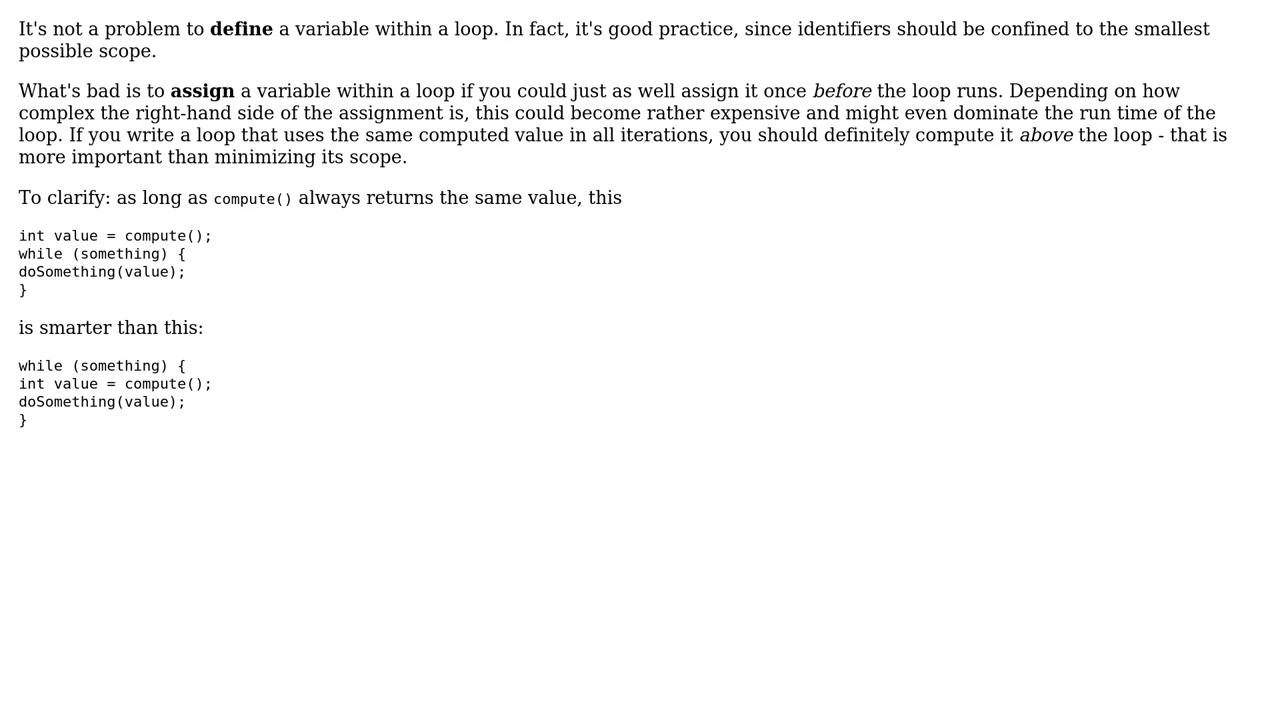 It's not a problem to define a variable within a loop. In fact, it's good practice, since identifiers should be confined to the smallest
possible scope.
What's bad is to assign a variable within a loop if you could just as well assign it once before the loop runs. Depending on how
complex the right-hand side of the assignment is, this could become rather expensive and might even dominate the run time of the
loop. If you write a loop that uses the same computed value in all iterations, you should definitely compute it above the loop - that is
more important than minimizing its scope.
To clarify: as long as compute() always returns the same value, this
int value = compute();
while (something) {
doSomething(value);
}
is smarter than this:
while (something) {
int value = compute();
doSomething(value);
}